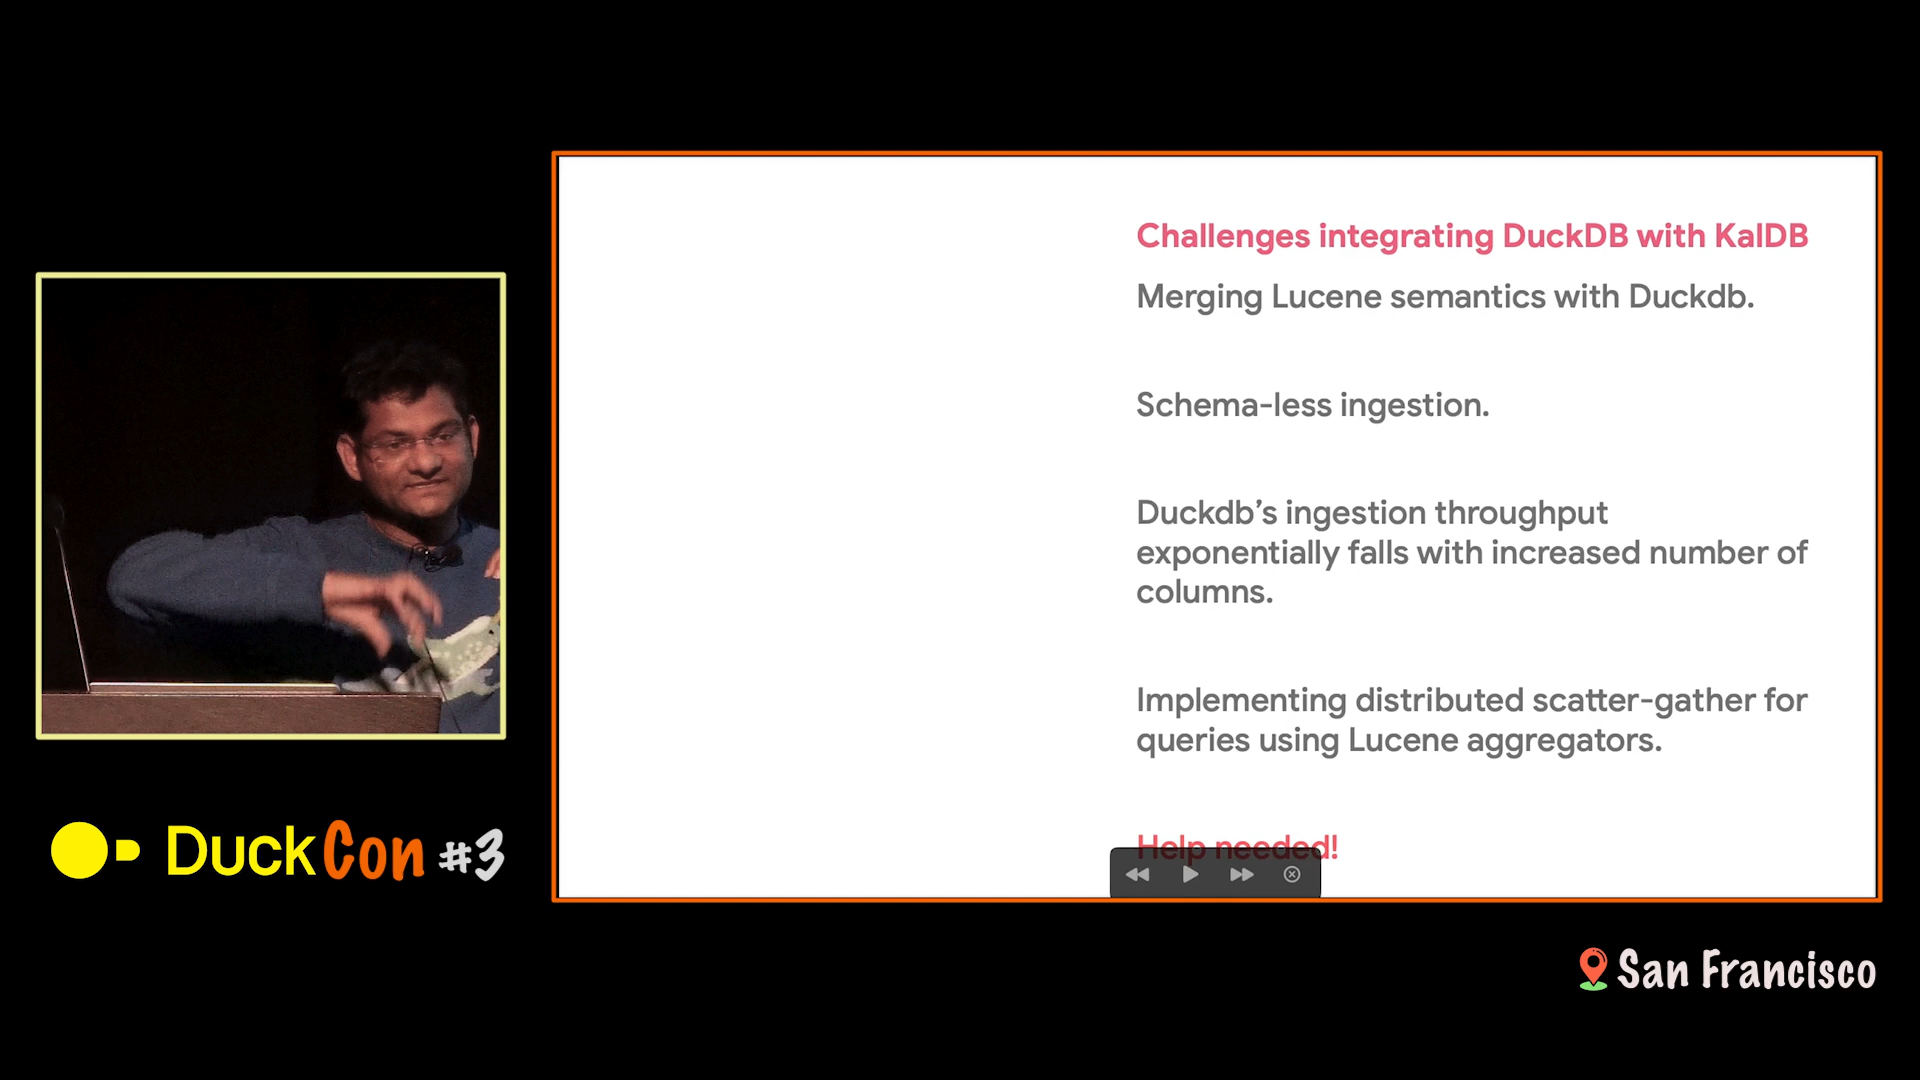 Challenges integrating DuckDB with KalDB
Merging Lucene semantics with Duckdb.
Schema-less ingestion.
Duckdb’s ingestion throughput
exponentially falls with increased number of
columns.
Implementing distributed scatter-gather for
queries using Lucene aggregators.
Help needed!
DuckCon #3
San Francisco